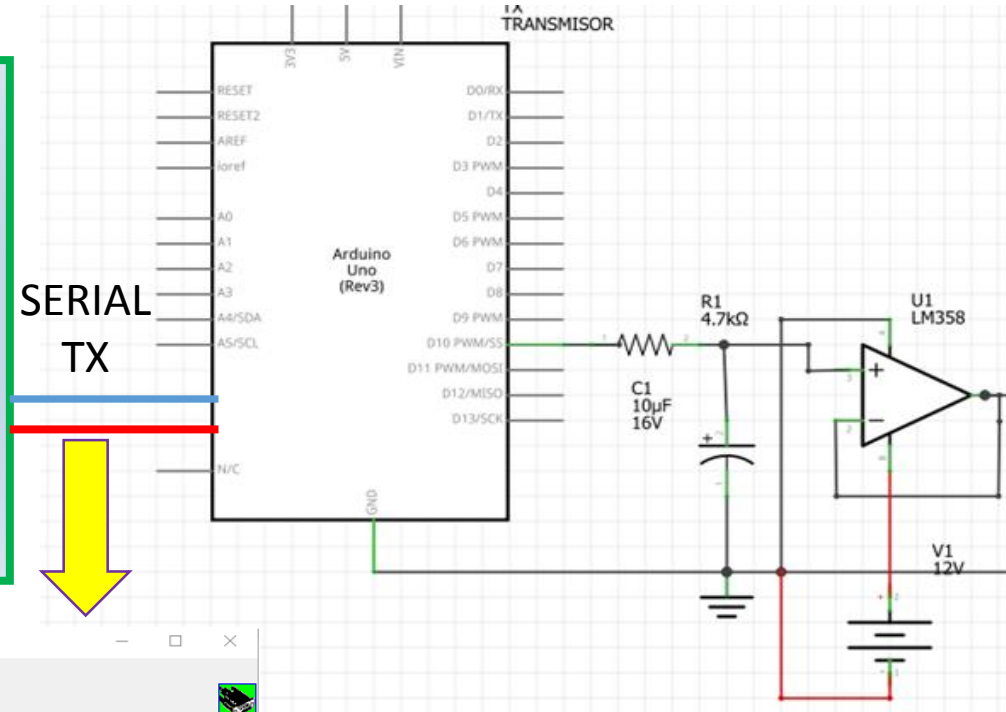 TRANSMISOR
3V3
5V
VIN
RESET
RESET2
AREF
ioref
A0
A1
A2
A3
A4/SDA
A5/SCL
N/C
D0/RX
D1/TX
D2
D3 PWM
D4
D5 PWM
D6 PWM
D7
D8
D9 PWM
D10 PWM/SS
D11 PWM/MOSI
D12/MISO
D13/SCK
GND
Arduino
Uno
(Rev3)
SERIAL
TX
R1
4.7kΩ
C1
10µF
16V
U1
LM358
V1
12V